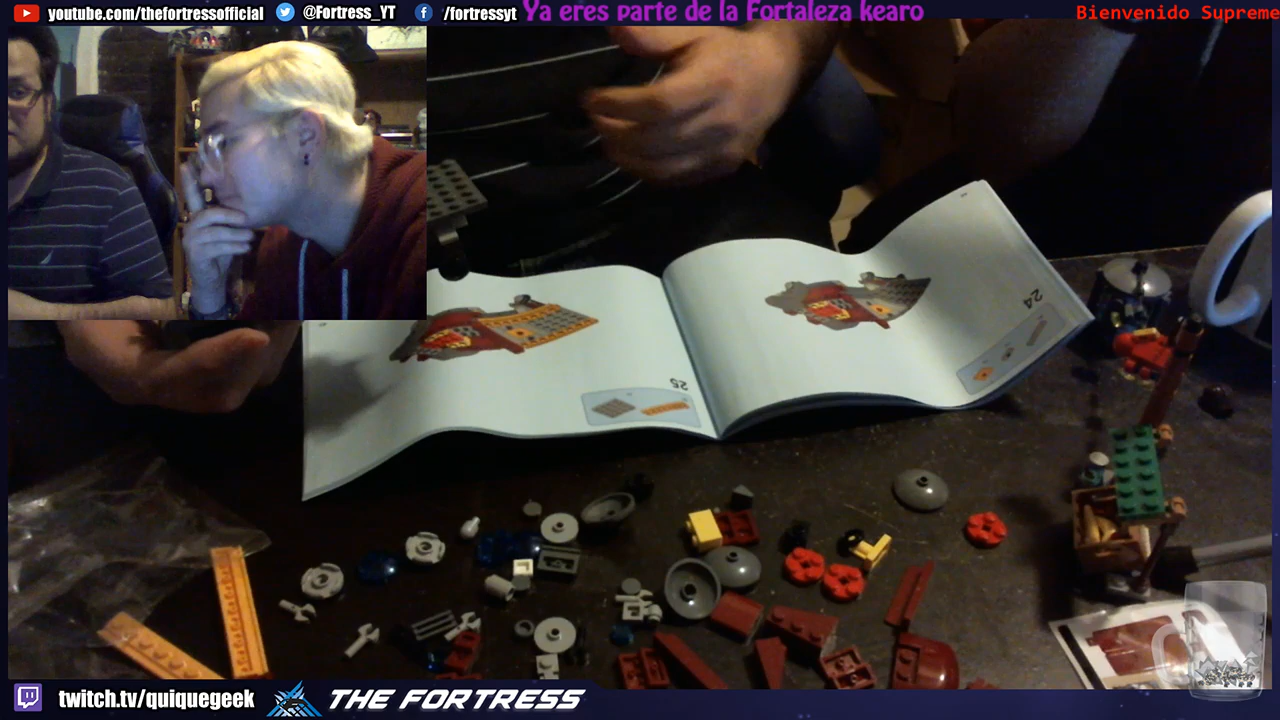 youtube.com/thefortressofficial @Fortress_YT /fortressyt Ya eres parte de la Fortaleza kearo Bienvenido Supreme
24
25
twitch.tv/quiquegeek THE FORTRESS